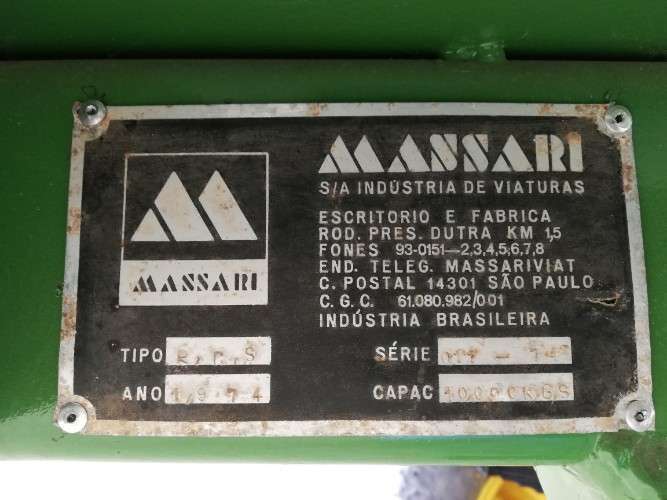 MASSARI
MASSARI
S/A INDÚSTRIA DE VIATURAS
ESCRITORIO E FABRICA
ROD. PRES. DUTRA KM 1,5
FONES 93-0151—2,3,4,5,6,7,8
END. TELEG. MASSARIVIAT
C. POSTAL 14301 SÃO PAULO
C.G.C. 61.080.982/001
INDÚSTRIA BRASILEIRA
TIPO
SÉRIE
ANO 1974
CAPAC